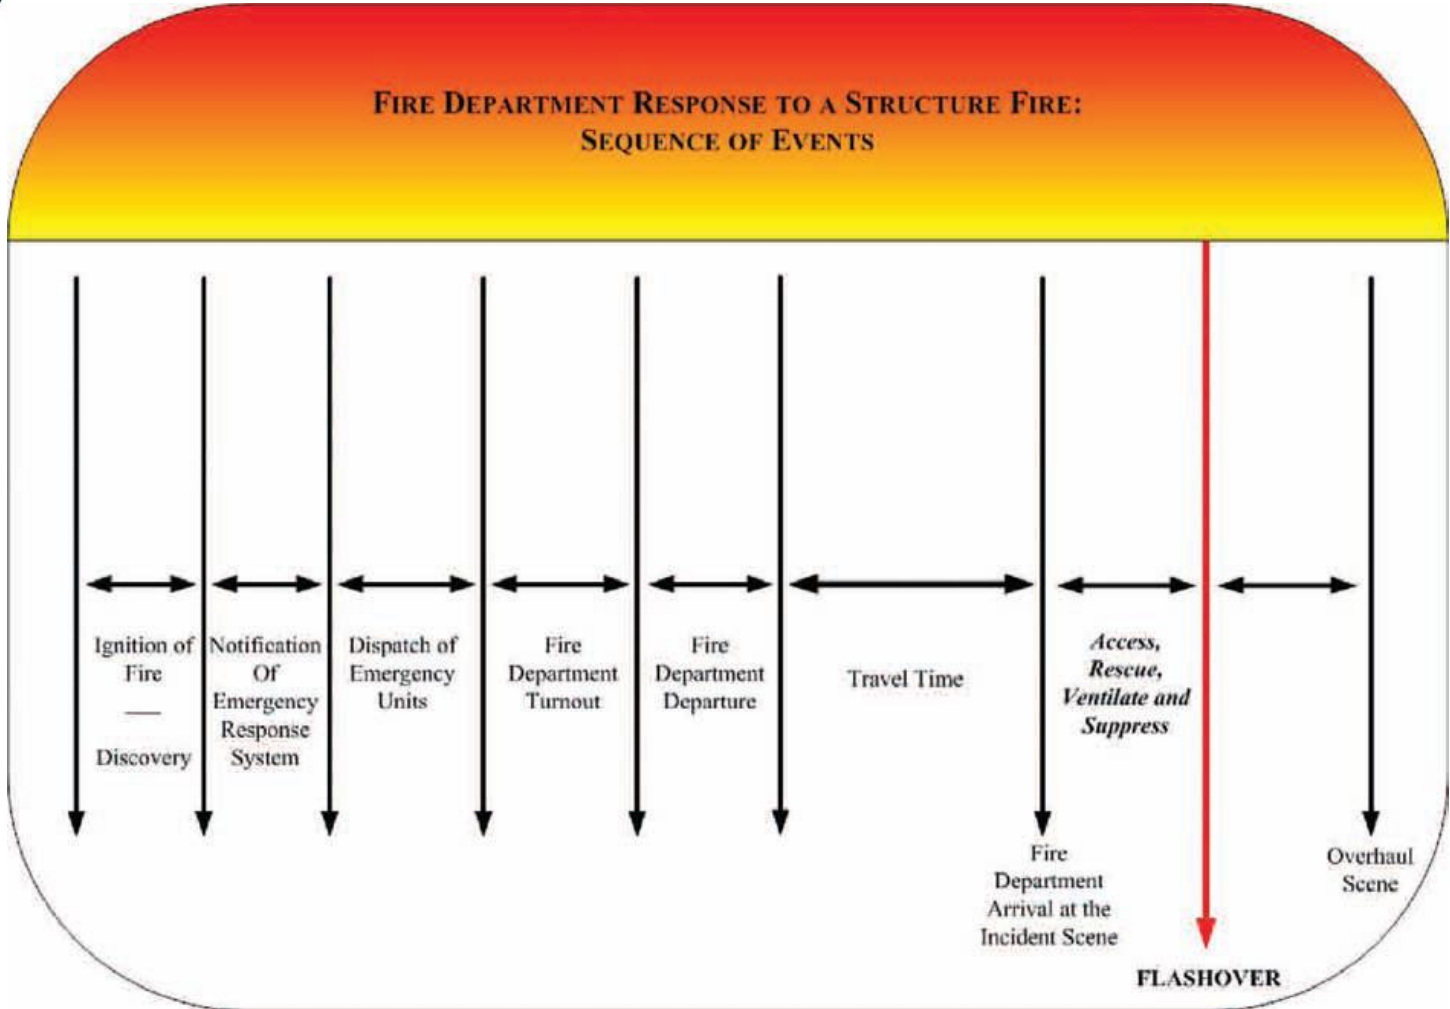 FIRE DEPARTMENT RESPONSE TO A STRUCTURE FIRE:
SEQUENCE OF EVENTS
Ignition of
Fire
—
Discovery
Notification
Of
Emergency
Response
System
Dispatch of
Emergency
Units
Fire
Department
Turnout
Fire
Department
Departure
Travel Time
Access,
Rescue,
Ventilate and
Suppress
Fire
Department
Arrival at the
Incident Scene
FLASHOVER
Overhaul
Scene